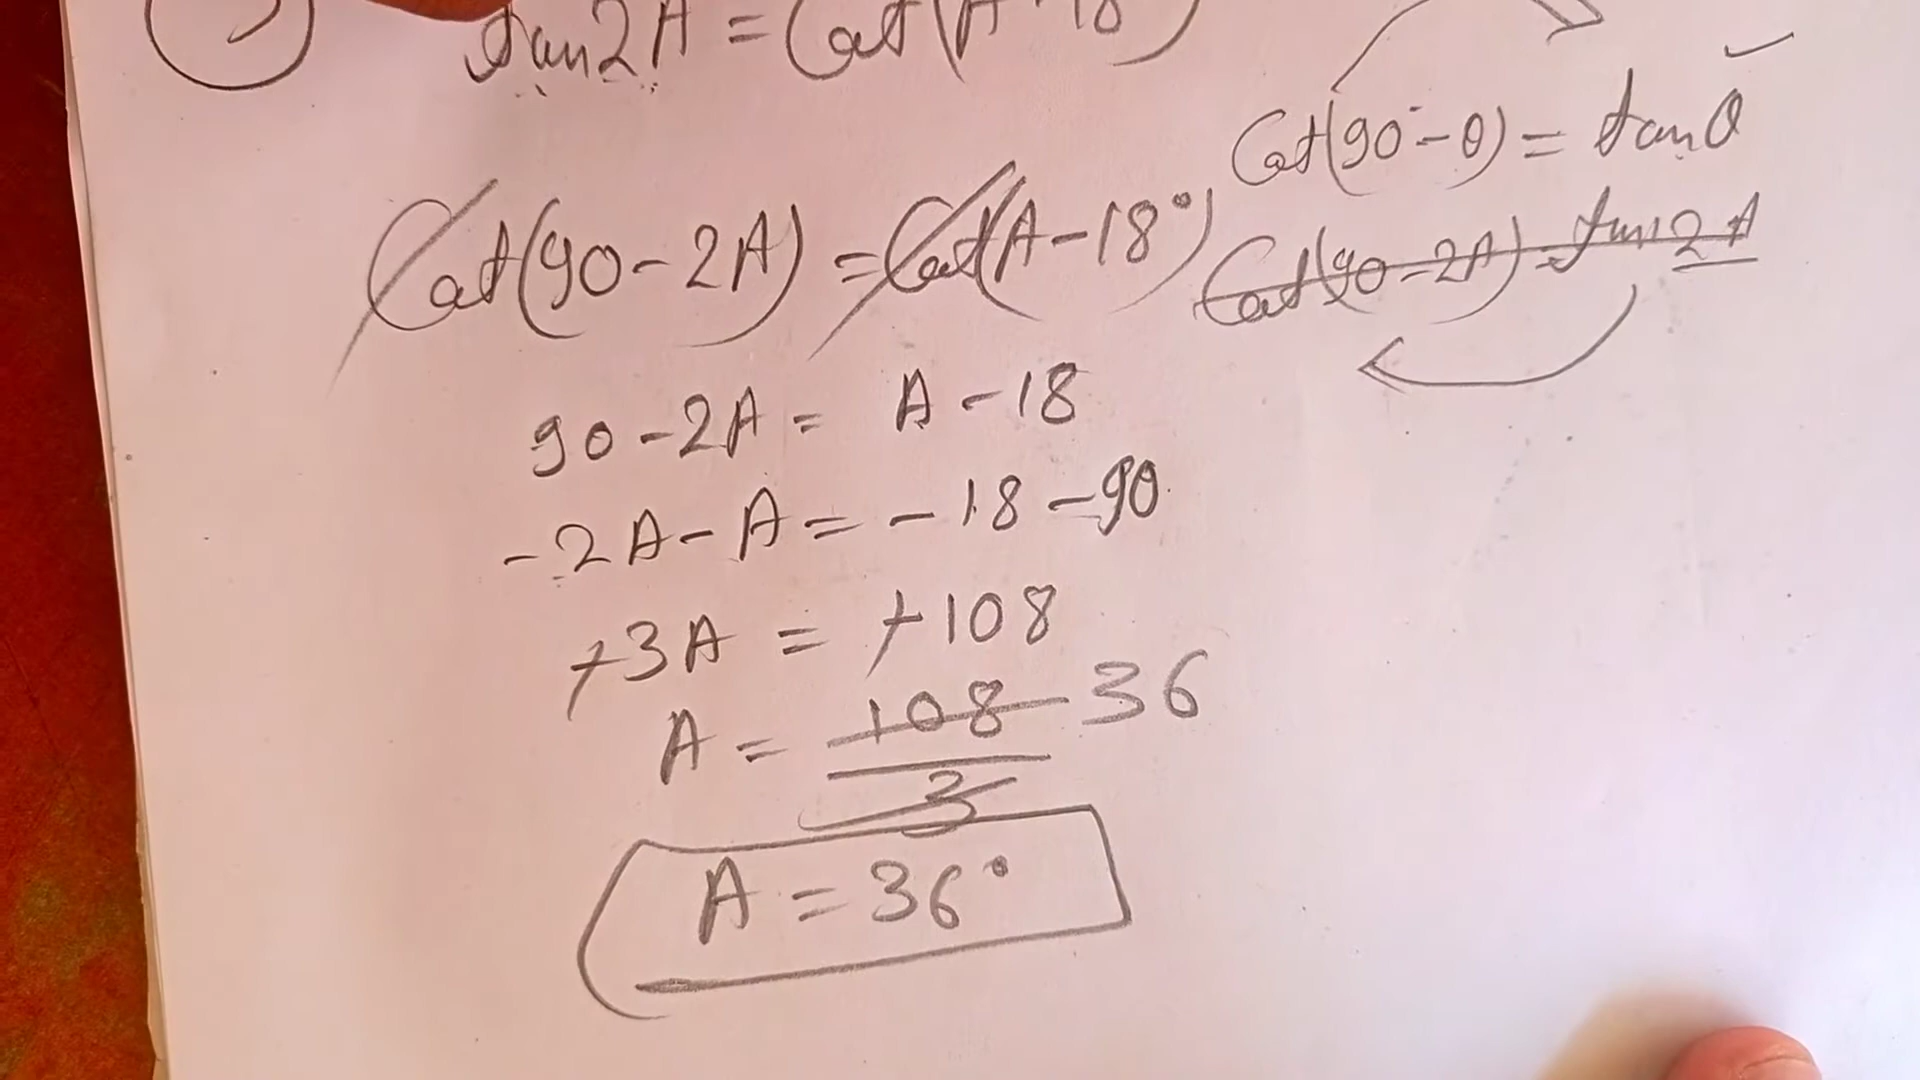 tan2A = Cot(A-18°)
Cot(90°-θ) = tanθ
Cot(90-2A) = Cot(A-18°)
Cot(90-2A) = tan2A
90-2A = A-18
-2A-A = -18-90
+3A = +108
A = 108/3 36
A = 36°